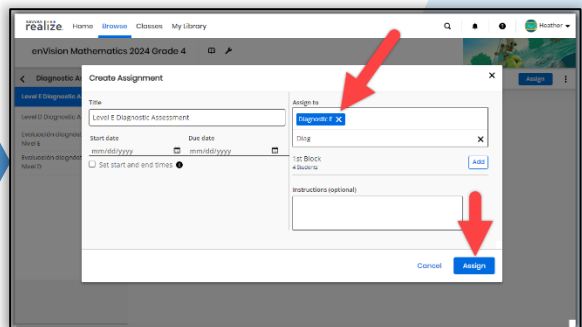 SAVVAS
realize.
Home
Browse
Classes
My Library
Heather
enVision Mathematics 2024 Grade 4
Diagnostic A
Assign
Create Assignment
Level E Diagnostic A
Level D Diagnostic A
Evaluación diagnóst
Nivel E
Evaluación diagnóst
Nivel D
Title
Level E Diagnostic Assessment
Start date
Due date
mm/dd/yyyy
mm/dd/yyyy
Set start and end times
Assign to
Diagnostic E X
Diag
1st Block
4 Students
Add
Instructions (optional)
Cancel
Assign